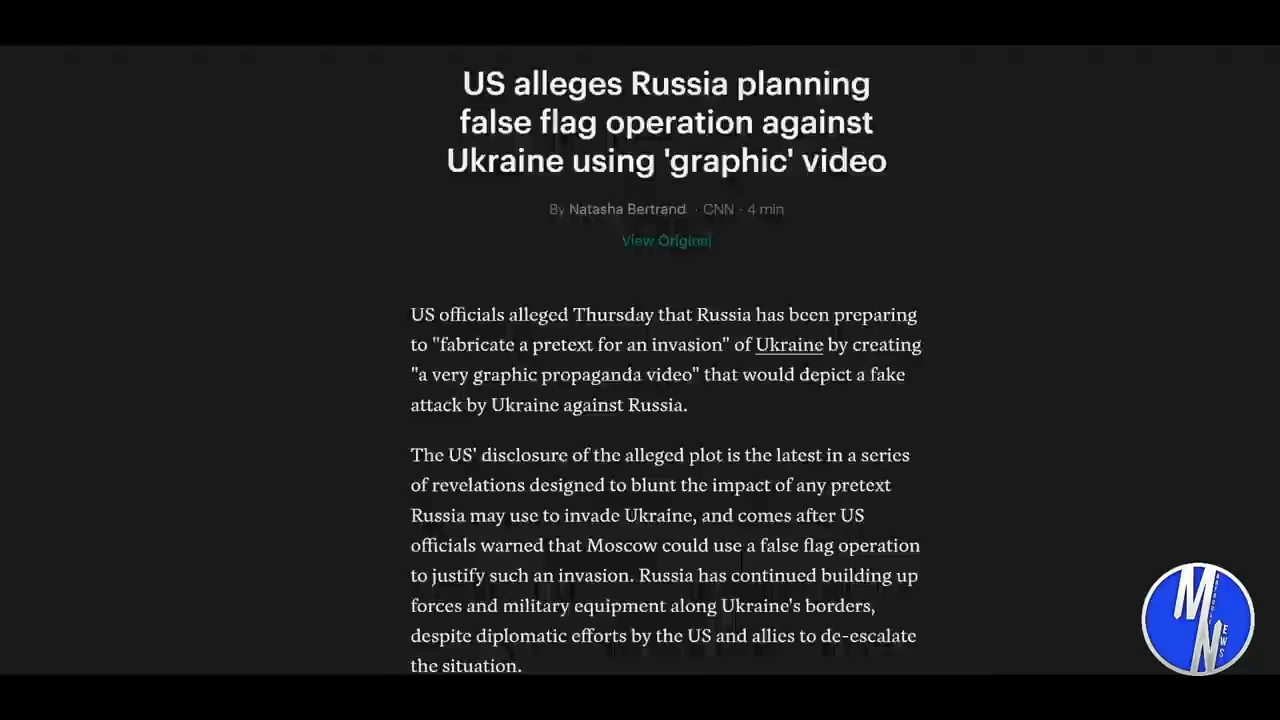 US alleges Russia planning
false flag operation against
Ukraine using 'graphic' video
By Natasha Bertrand · CNN · 4 min
View Original
US officials alleged Thursday that Russia has been preparing
to "fabricate a pretext for an invasion" of Ukraine by creating
"a very graphic propaganda video" that would depict a fake
attack by Ukraine against Russia.
The US' disclosure of the alleged plot is the latest in a series
of revelations designed to blunt the impact of any pretext
Russia may use to invade Ukraine, and comes after US
officials warned that Moscow could use a false flag operation
to justify such an invasion. Russia has continued building up
forces and military equipment along Ukraine's borders,
despite diplomatic efforts by the US and allies to de-escalate
the situation.
M
NEWS